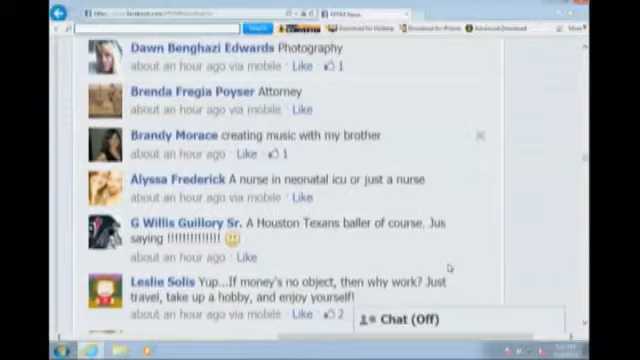 Dawn Benghazi Edwards Photography
about an hour ago via mobile · Like · 1
Brenda Fregia Poyser Attorney
about an hour ago via mobile · Like
Brandy Morace creating music with my brother
about an hour ago · Like · 1
Alyssa Frederick A nurse in neonatal icu or just a nurse
about an hour ago via mobile · Like
G Willis Guillory Sr. A Houston Texans baller of course, Jus
saying !!!!!!!!!!!!!!
about an hour ago · Like
Leslie Solis Yup...If money's no object, then why work? Just
travel, take up a hobby, and enjoy yourself!
about an hour ago via mobile · Like · 2
Chat (Off)